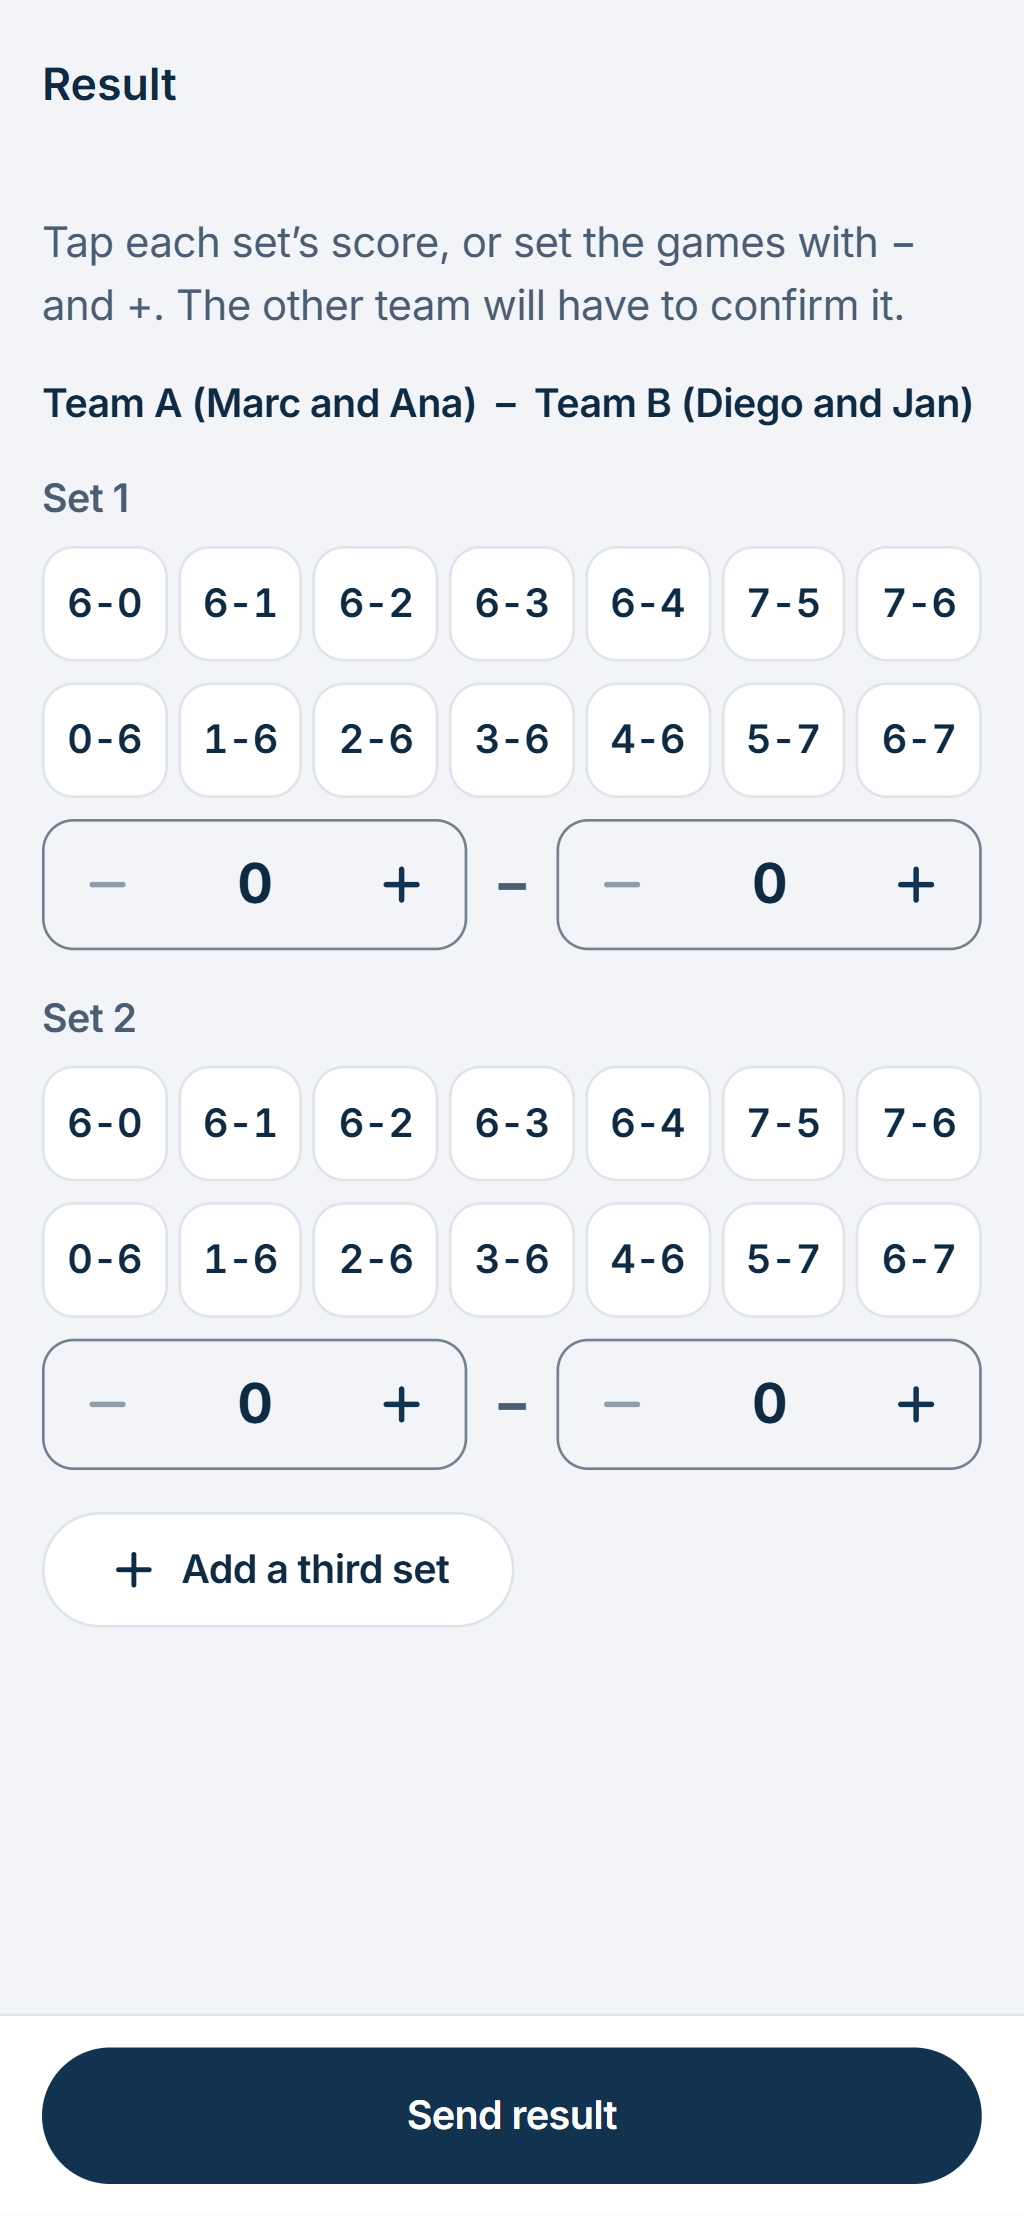 Result
Tap each set’s score, or set the games with –
and +. The other team will have to confirm it.
Team A (Marc and Ana) – Team B (Diego and Jan)
Set 1
6-0 6-1 6-2 6-3 6-4 7-5 7-6
0-6 1-6 2-6 3-6 4-6 5-7 6-7
− 0 + – − 0 +
Set 2
6-0 6-1 6-2 6-3 6-4 7-5 7-6
0-6 1-6 2-6 3-6 4-6 5-7 6-7
− 0 + – − 0 +
+ Add a third set
Send result